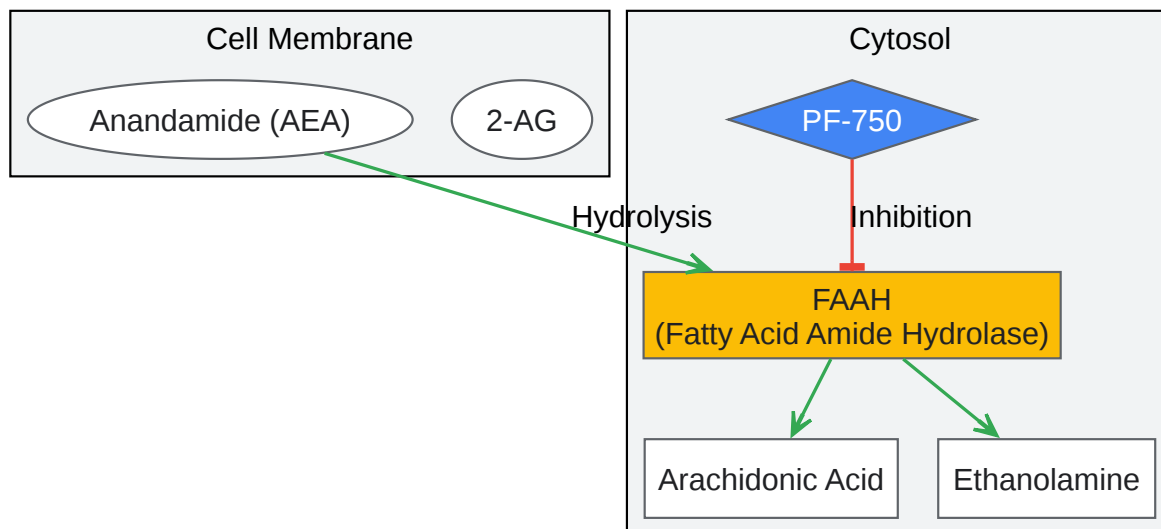 Cell Membrane
Cytosol
Anandamide (AEA)
2-AG
PF-750
Hydrolysis
Inhibition
FAAH
(Fatty Acid Amide Hydrolase)
Arachidonic Acid
Ethanolamine